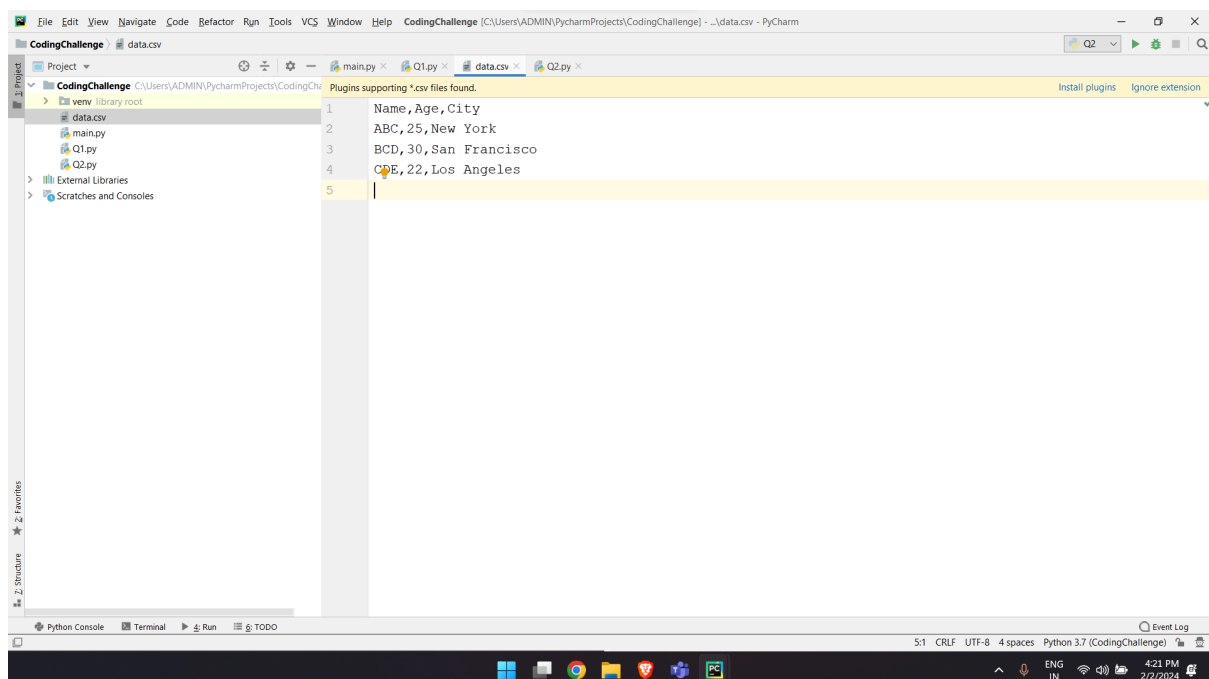 File Edit View Navigate Code Refactor Run Tools VCS Window Help CodingChallenge [C:\Users\ADMIN\PycharmProjects\CodingChallenge] - ...\data.csv - PyCharm
CodingChallenge data.csv
Q2
Project
main.py Q1.py data.csv Q2.py
1: Project
CodingChallenge C:\Users\ADMIN\PycharmProjects\CodingCha
venv library root
data.csv
main.py
Q1.py
Q2.py
External Libraries
Scratches and Consoles
Plugins supporting *.csv files found.
Install plugins Ignore extension
1 Name,Age,City
2 ABC,25,New York
3 BCD,30,San Francisco
4 CDE,22,Los Angeles
5
2: Favorites
7: Structure
Python Console Terminal 4: Run 6: TODO
Event Log
5:1 CRLF UTF-8 4 spaces Python 3.7 (CodingChallenge)
PC
ENG
IN
4:21 PM
2/2/2024